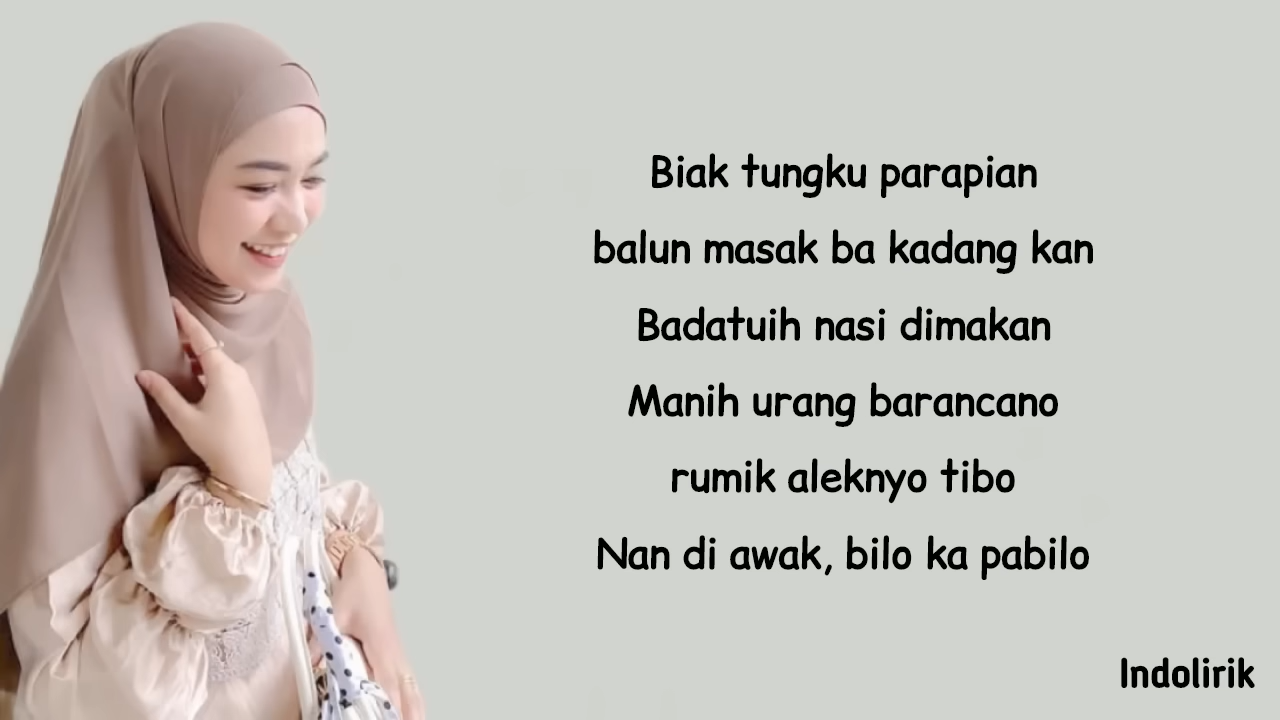 Biak tungku parapian
balun masak ba kadang kan
Badatuih nasi dimakan
Manih urang barancano
rumik aleknyo tibo
Nan di awak, bilo ka pabilo
Indolirik